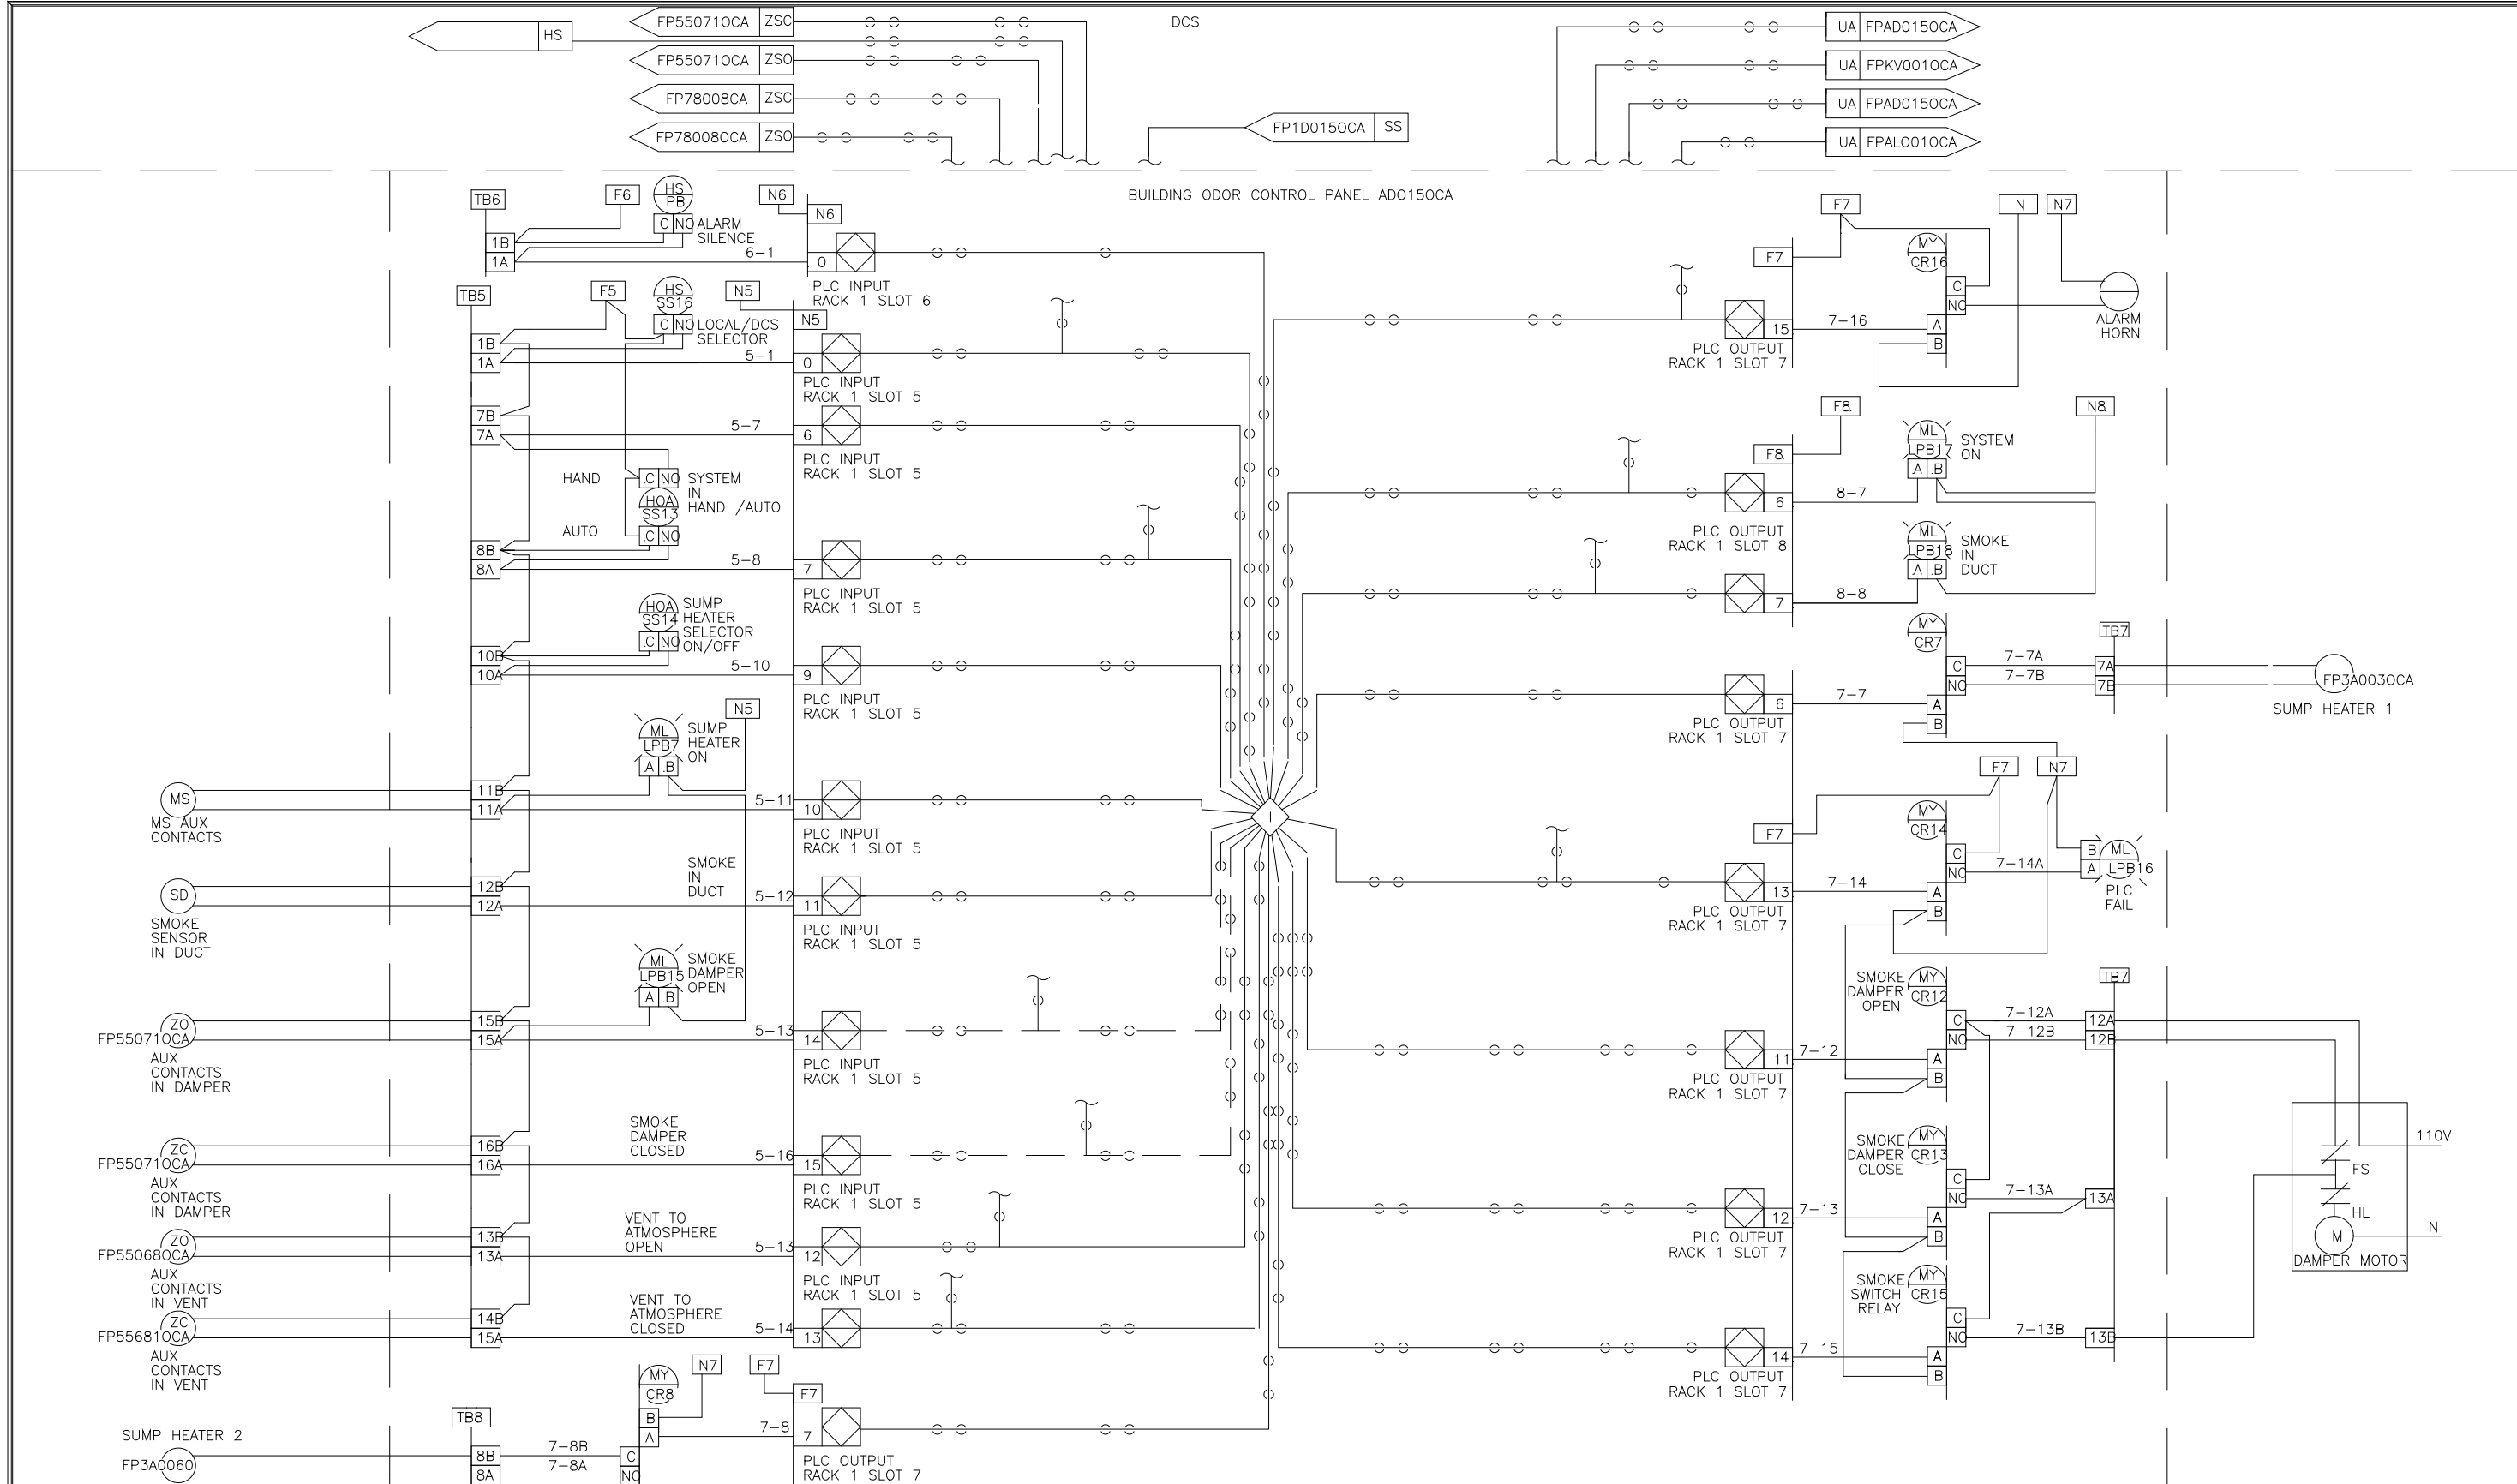 FP550710CA ZSC
HS
FP550710CA ZSO
FP78008CA ZSC
FP780080CA ZSO
DCS
FP1D0150CA SS
UA FPAD0150CA
UA FPKV0010CA
UA FPAD0150CA
UA FPAL0010CA
BUILDING ODOR CONTROL PANEL AD0150CA
TB6
F6
HS
PB
C NO
ALARM
SILENCE
N6
N6
1B
1A
6-1
0
PLC INPUT
RACK 1 SLOT 6
TB5
F5
HS
SS16
C NO
LOCAL/DCS
SELECTOR
N5
N5
1B
1A
5-1
0
PLC INPUT
RACK 1 SLOT 5
7B
7A
5-7
6
PLC INPUT
RACK 1 SLOT 5
HAND
.C NO
SYSTEM
IN
HAND /AUTO
HOA
SS13
AUTO
.C NO
8B
8A
5-8
7
PLC INPUT
RACK 1 SLOT 5
HOA
SS14
.C NO
SUMP
HEATER
SELECTOR
ON/OFF
10B
10A
5-10
9
PLC INPUT
RACK 1 SLOT 5
N5
ML
LPB7
.A .B
SUMP
HEATER
ON
MS
MS AUX
CONTACTS
11B
11A
5-11
10
PLC INPUT
RACK 1 SLOT 5
SD
SMOKE
SENSOR
IN DUCT
12B
12A
SMOKE
IN
DUCT
5-12
11
PLC INPUT
RACK 1 SLOT 5
ML
LPB15
.A .B
SMOKE
DAMPER
OPEN
ZO
FP550710CA
AUX
CONTACTS
IN DAMPER
15B
15A
5-13
14
PLC INPUT
RACK 1 SLOT 5
ZC
FP550710CA
AUX
CONTACTS
IN DAMPER
16B
16A
SMOKE
DAMPER
CLOSED
5-16
15
PLC INPUT
RACK 1 SLOT 5
ZO
FP550680CA
AUX
CONTACTS
IN VENT
13B
13A
VENT TO
ATMOSPHERE
OPEN
5-13
12
PLC INPUT
RACK 1 SLOT 5
ZC
FP556810CA
AUX
CONTACTS
IN VENT
14B
15A
VENT TO
ATMOSPHERE
CLOSED
5-14
13
MY
CR8
N7
F7
F7
B
A
7-8
7
PLC OUTPUT
RACK 1 SLOT 7
TB8
SUMP HEATER 2
FP3A0060
8B
8A
7-8B
7-8A
C
NO
I
F7
N
N7
F7
MY
CR16
C
NO
15
7-16
A
B
ALARM
HORN
PLC OUTPUT
RACK 1 SLOT 7
F8.
N8.
F8.
ML
LPB17
A .B
SYSTEM
ON
6
8-7
PLC OUTPUT
RACK 1 SLOT 8
ML
LPB18
A .B
SMOKE
IN
DUCT
7
8-8
MY
CR7
TB7
C
NO
7-7A
7-7B
7A
7B
FP3A0030CA
SUMP HEATER 1
6
7-7
A
B
PLC OUTPUT
RACK 1 SLOT 7
F7
N7
F7
MY
CR14
C
NO
7-14A
B
A
ML
LPB16
PLC
FAIL
13
7-14
A
B
PLC OUTPUT
RACK 1 SLOT 7
SMOKE
DAMPER
OPEN
MY
CR12
TB7
C
NO
7-12A
7-12B
12A
12B
11
7-12
A
B
PLC OUTPUT
RACK 1 SLOT 7
SMOKE
DAMPER
CLOSE
MY
CR13
C
NO
7-13A
13A
12
7-13
A
B
PLC OUTPUT
RACK 1 SLOT 7
110V
FS
HL
M
N
DAMPER MOTOR
SMOKE
SWITCH
RELAY
MY
CR15
C
NO
7-13B
13B
14
7-15
A
B
PLC OUTPUT
RACK 1 SLOT 7